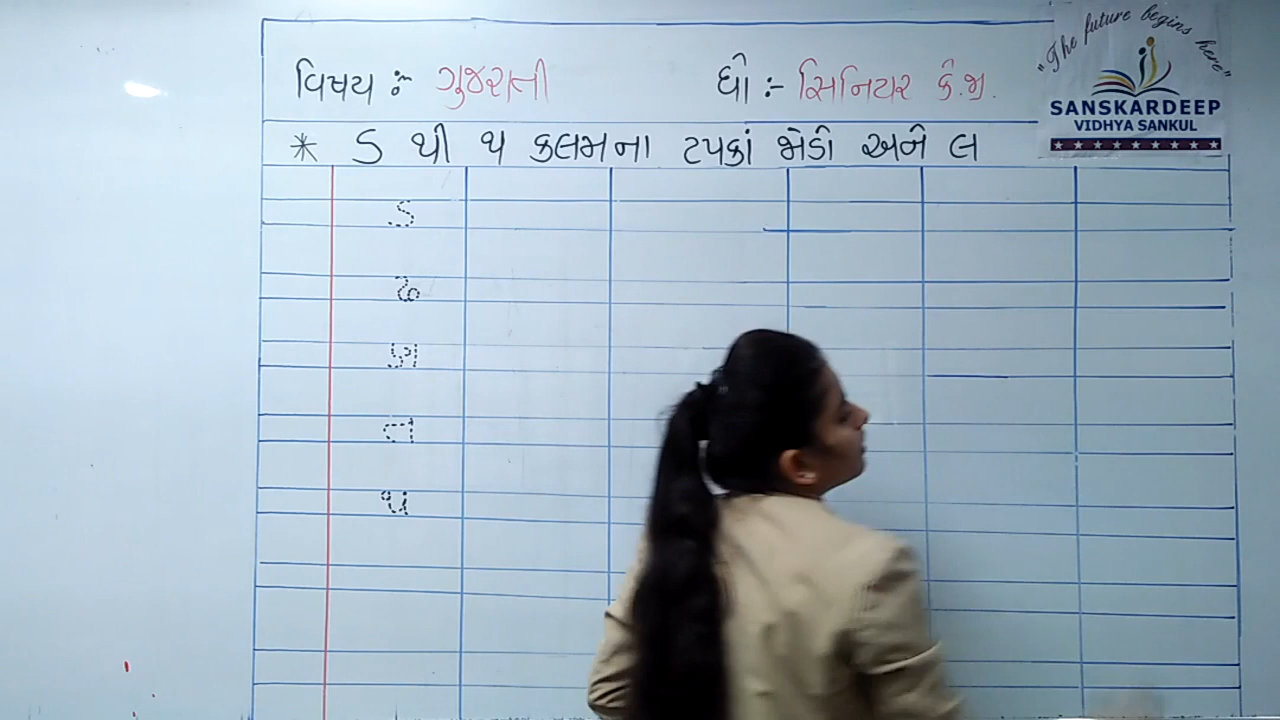 વિષય :- ગુજરાતી ધો :- સિનિયર કે.જી.
"The future begins here"
SANSKARDEEP
VIDHYA SANKUL
* ડ થી થ કલમના ટપકાં જોડો અને લ
ડ
ઢ
ણ
ત
થ